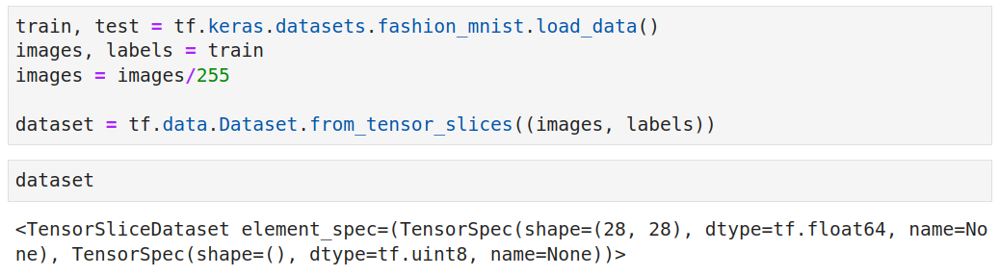 train, test = tf.keras.datasets.fashion_mnist.load_data()
images, labels = train
images = images/255
dataset = tf.data.Dataset.from_tensor_slices((images, labels))
dataset
<TensorSliceDataset element_spec=(TensorSpec(shape=(28, 28), dtype=tf.float64, name=No
ne), TensorSpec(shape=(), dtype=tf.uint8, name=None))>